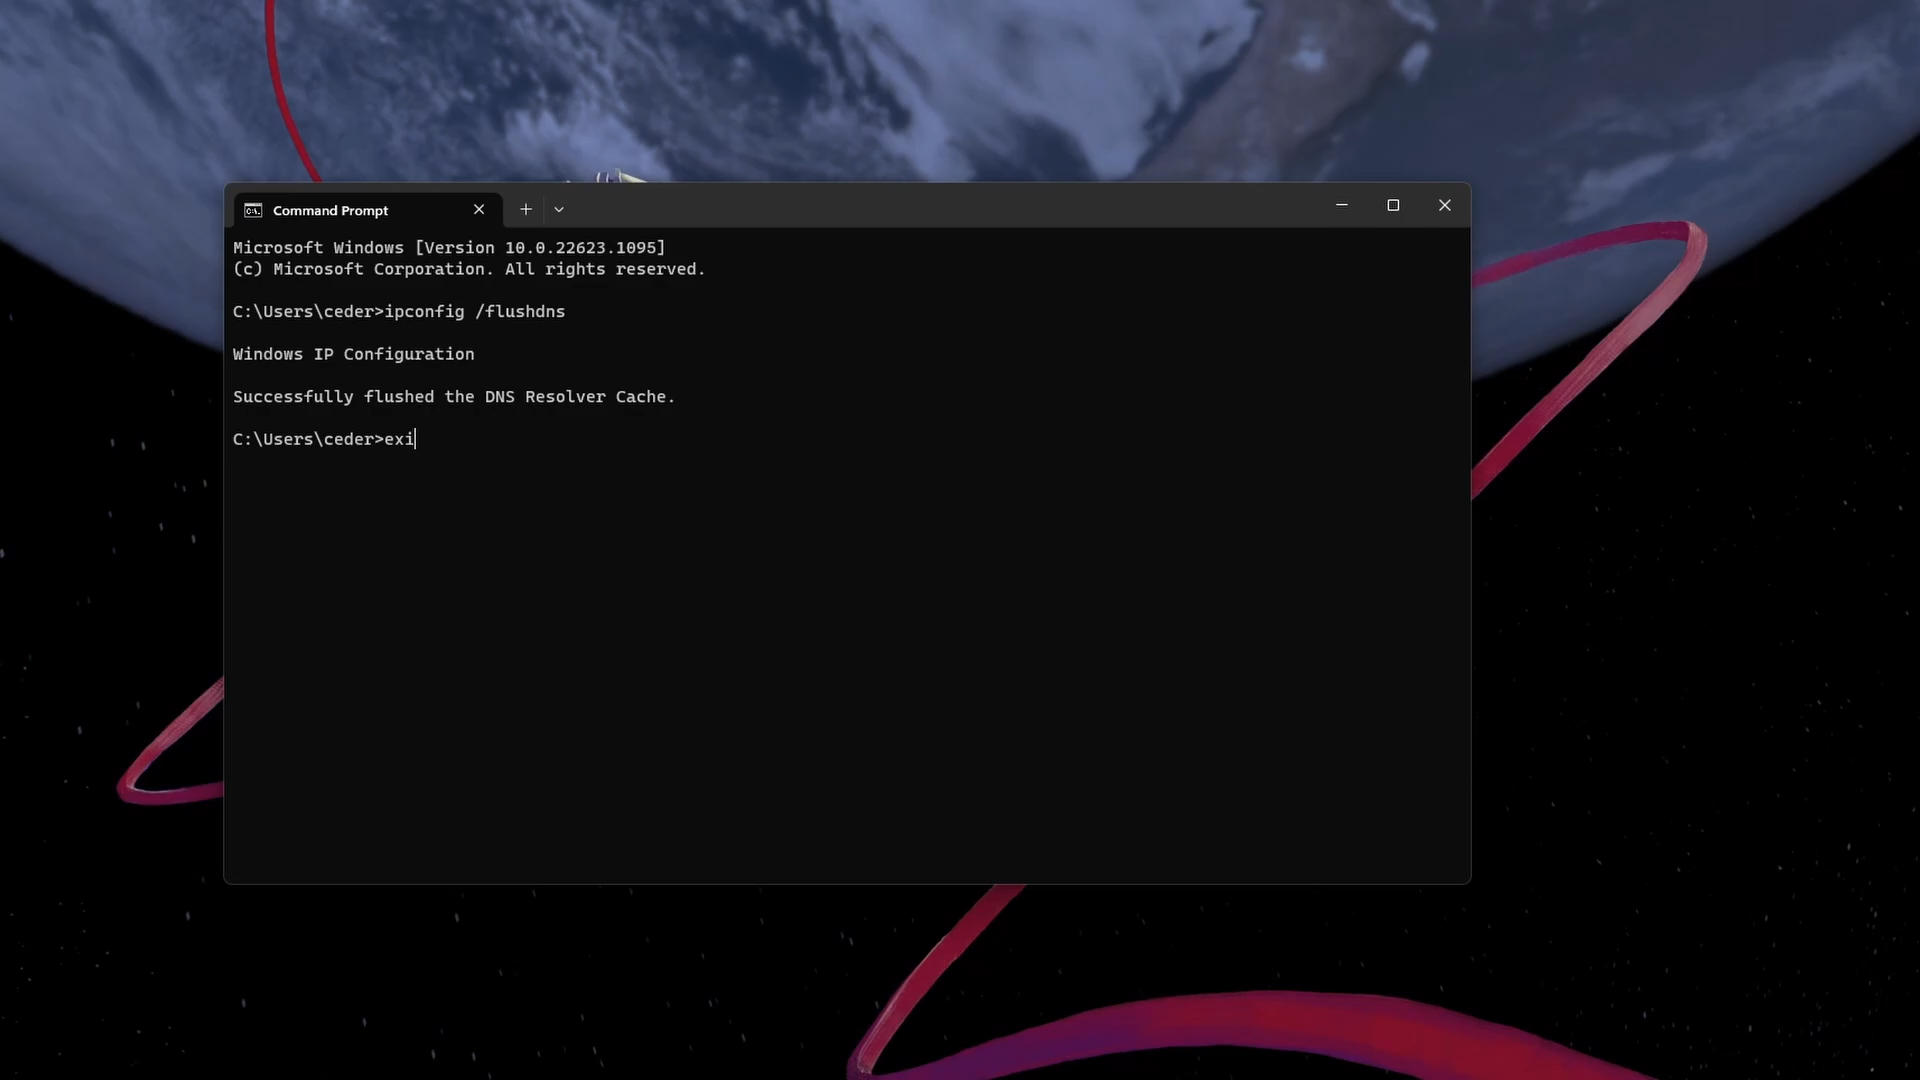 Command Prompt
Microsoft Windows [Version 10.0.22623.1095]
(c) Microsoft Corporation. All rights reserved.
C:\Users\ceder>ipconfig /flushdns
Windows IP Configuration
Successfully flushed the DNS Resolver Cache.
C:\Users\ceder>exi